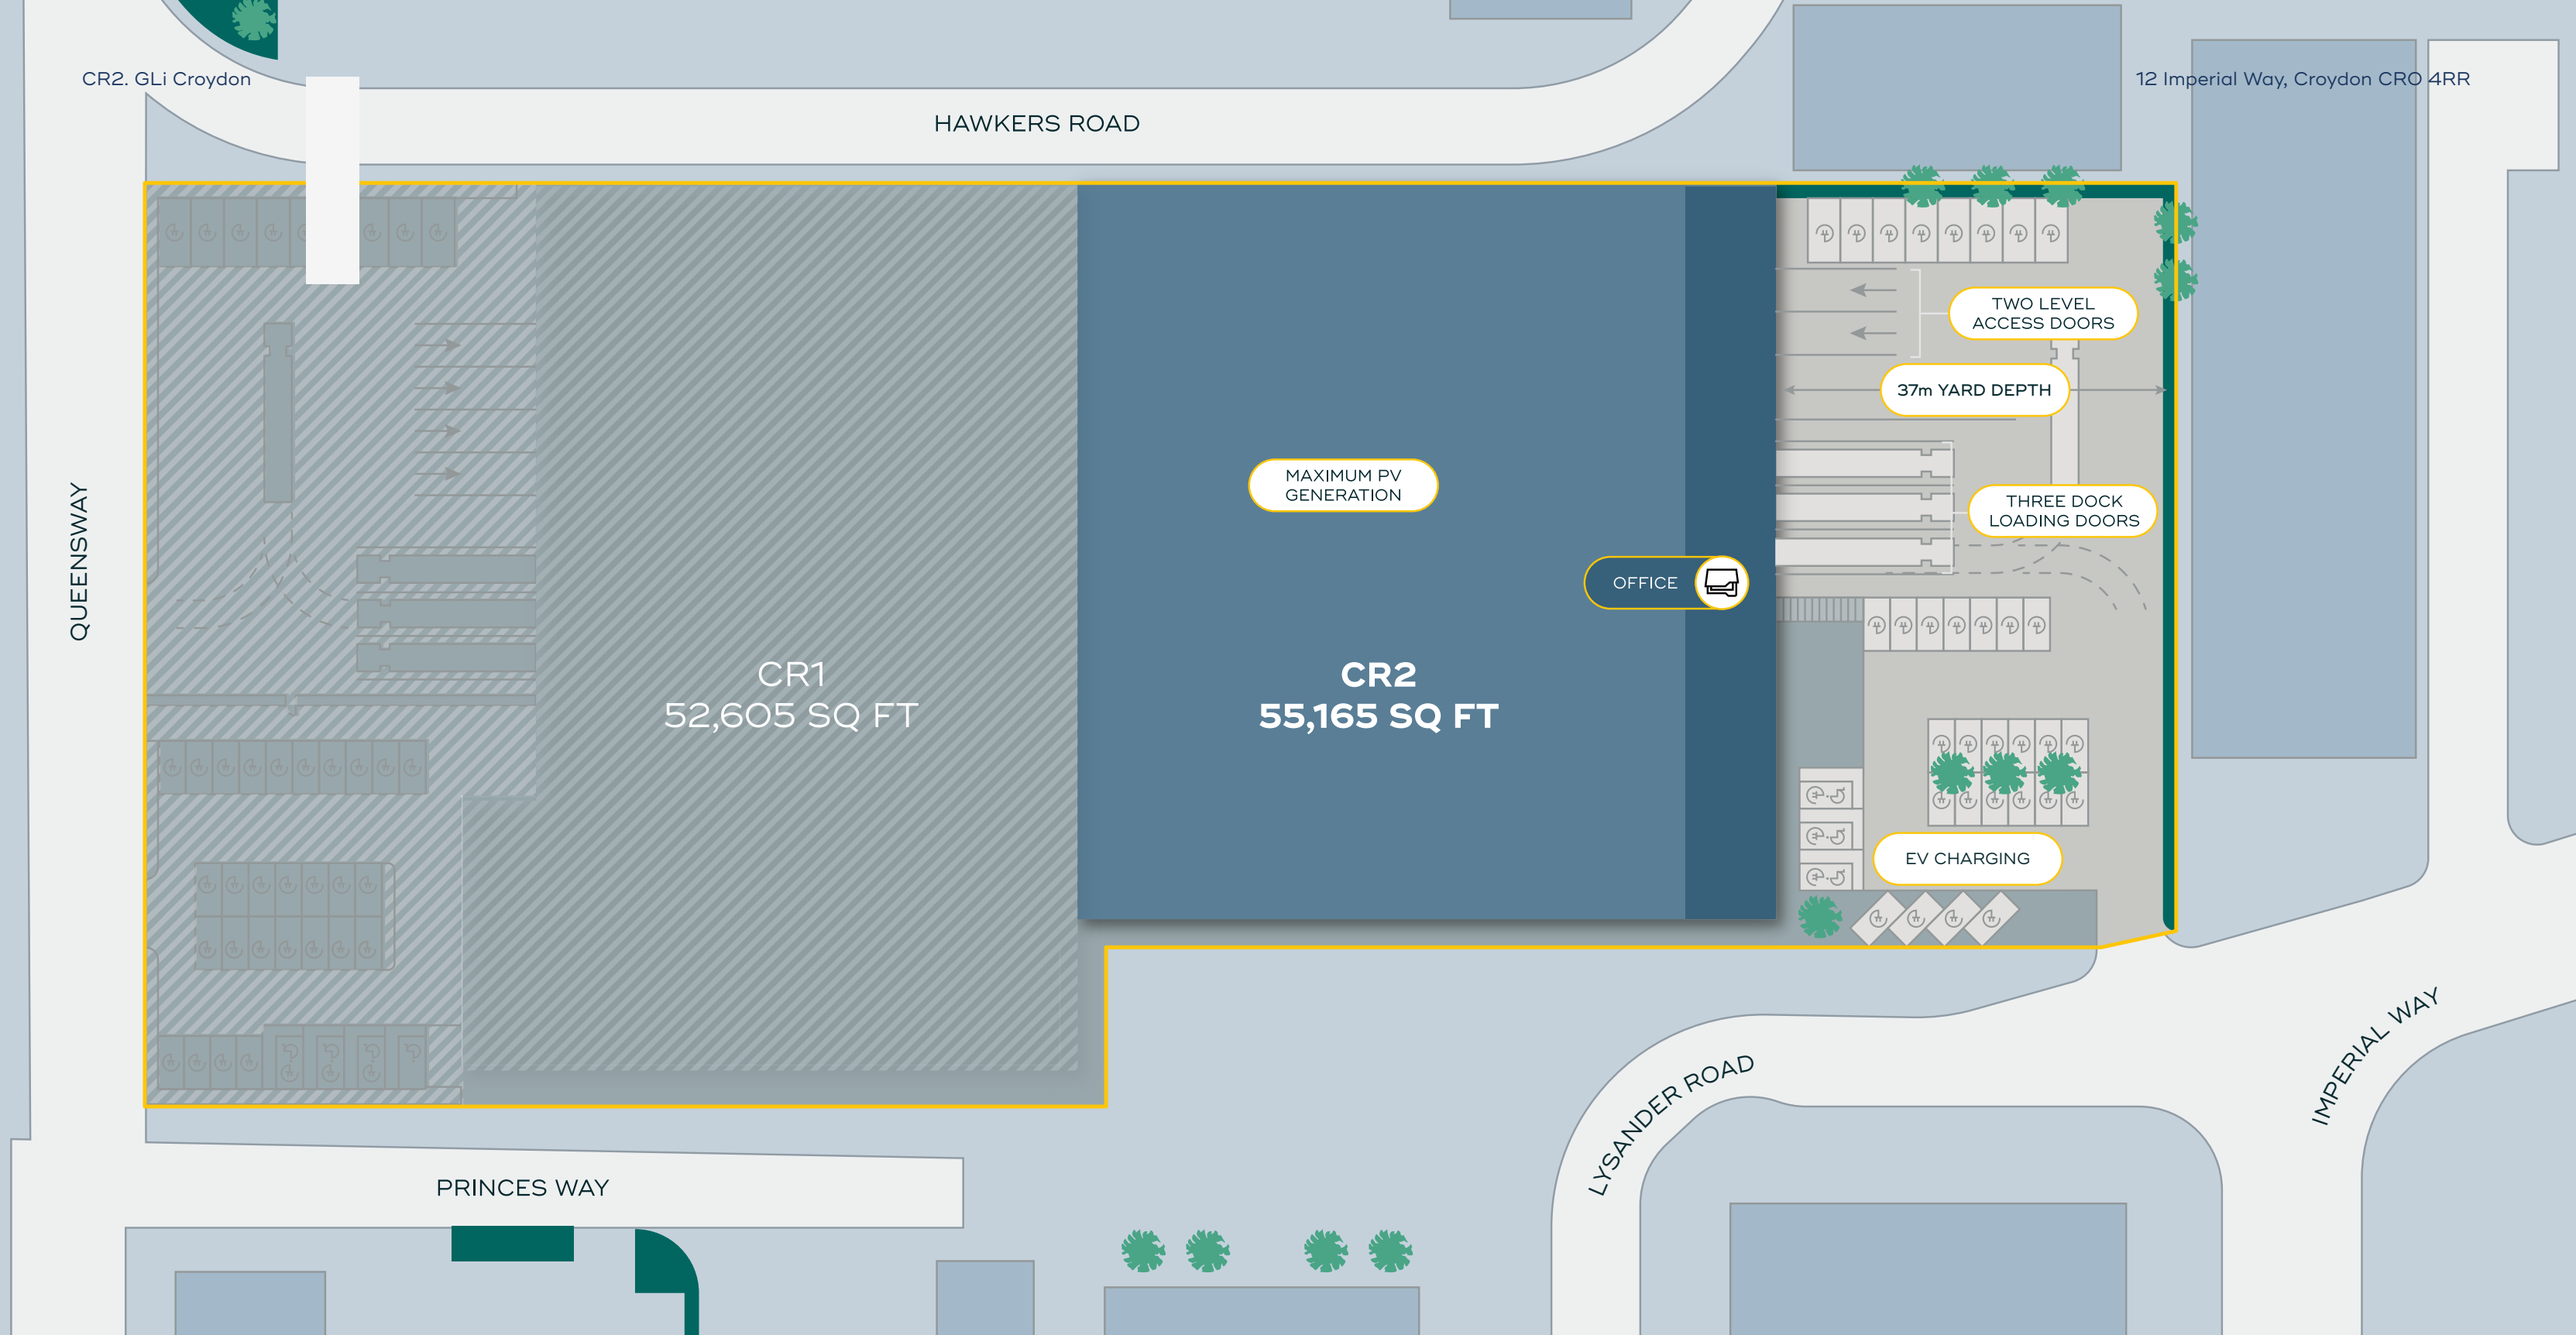 CR2. GLi Croydon
12 Imperial Way, Croydon CR0 4RR
HAWKERS ROAD
TWO LEVEL
ACCESS DOORS
37m YARD DEPTH
MAXIMUM PV
GENERATION
THREE DOCK
LOADING DOORS
QUEENSWAY
OFFICE
CR1
52,605 SQ FT
CR2
55,165 SQ FT
EV CHARGING
LYSANDER ROAD
IMPERIAL WAY
PRINCES WAY